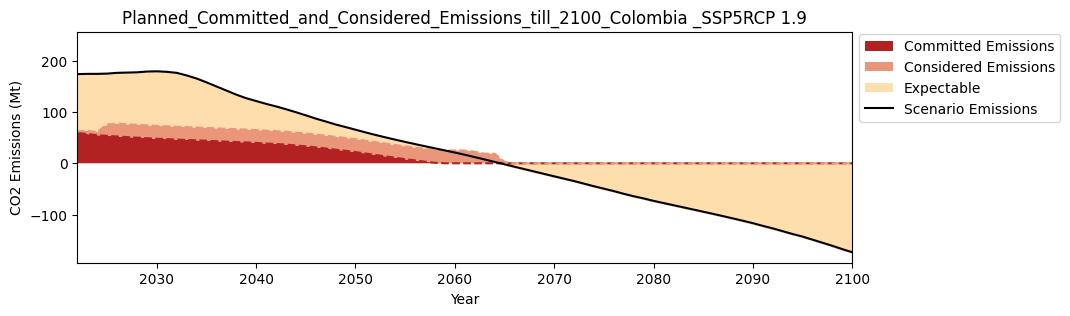 Planned_Committed_and_Considered_Emissions_till_2100_Colombia _SSP5RCP 1.9
CO2 Emissions (Mt)
200
100
0
−100
2030 2040 2050 2060 2070 2080 2090 2100
Year
Committed Emissions
Considered Emissions
Expectable
Scenario Emissions